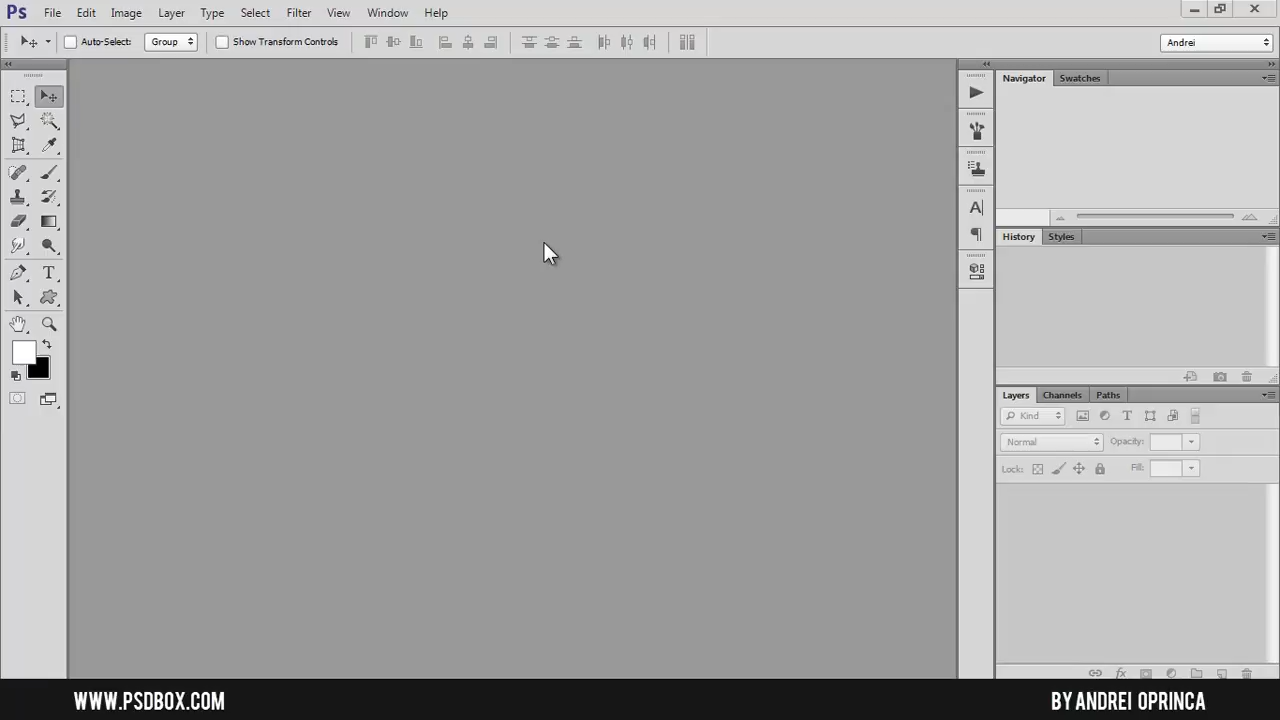 Ps File Edit Image Layer Type Select Filter View Window Help
Auto-Select: Group Show Transform Controls Andrei
Navigator Swatches
History Styles
Layers Channels Paths
Kind
Normal Opacity:
Lock: Fill:
WWW.PSDBOX.COM BY ANDREI OPRINCA